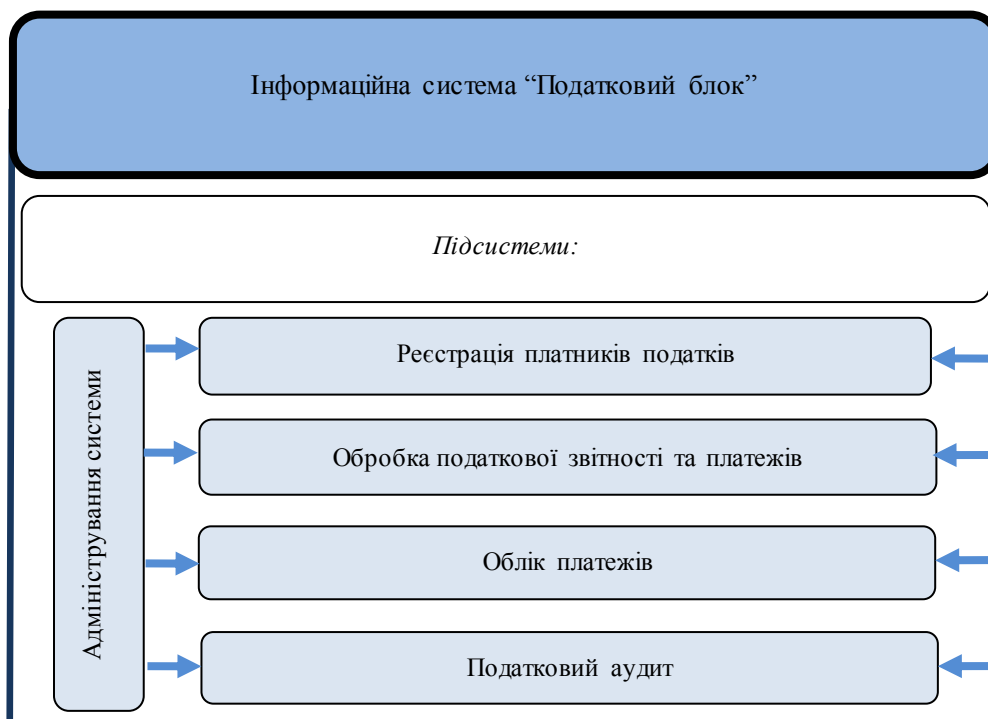 Інформаційна система “Податковий блок”
Підсистеми:
Адміністрування системи
Реєстрація платників податків
Обробка податкової звітності та платежів
Облік платежів
Податковий аудит